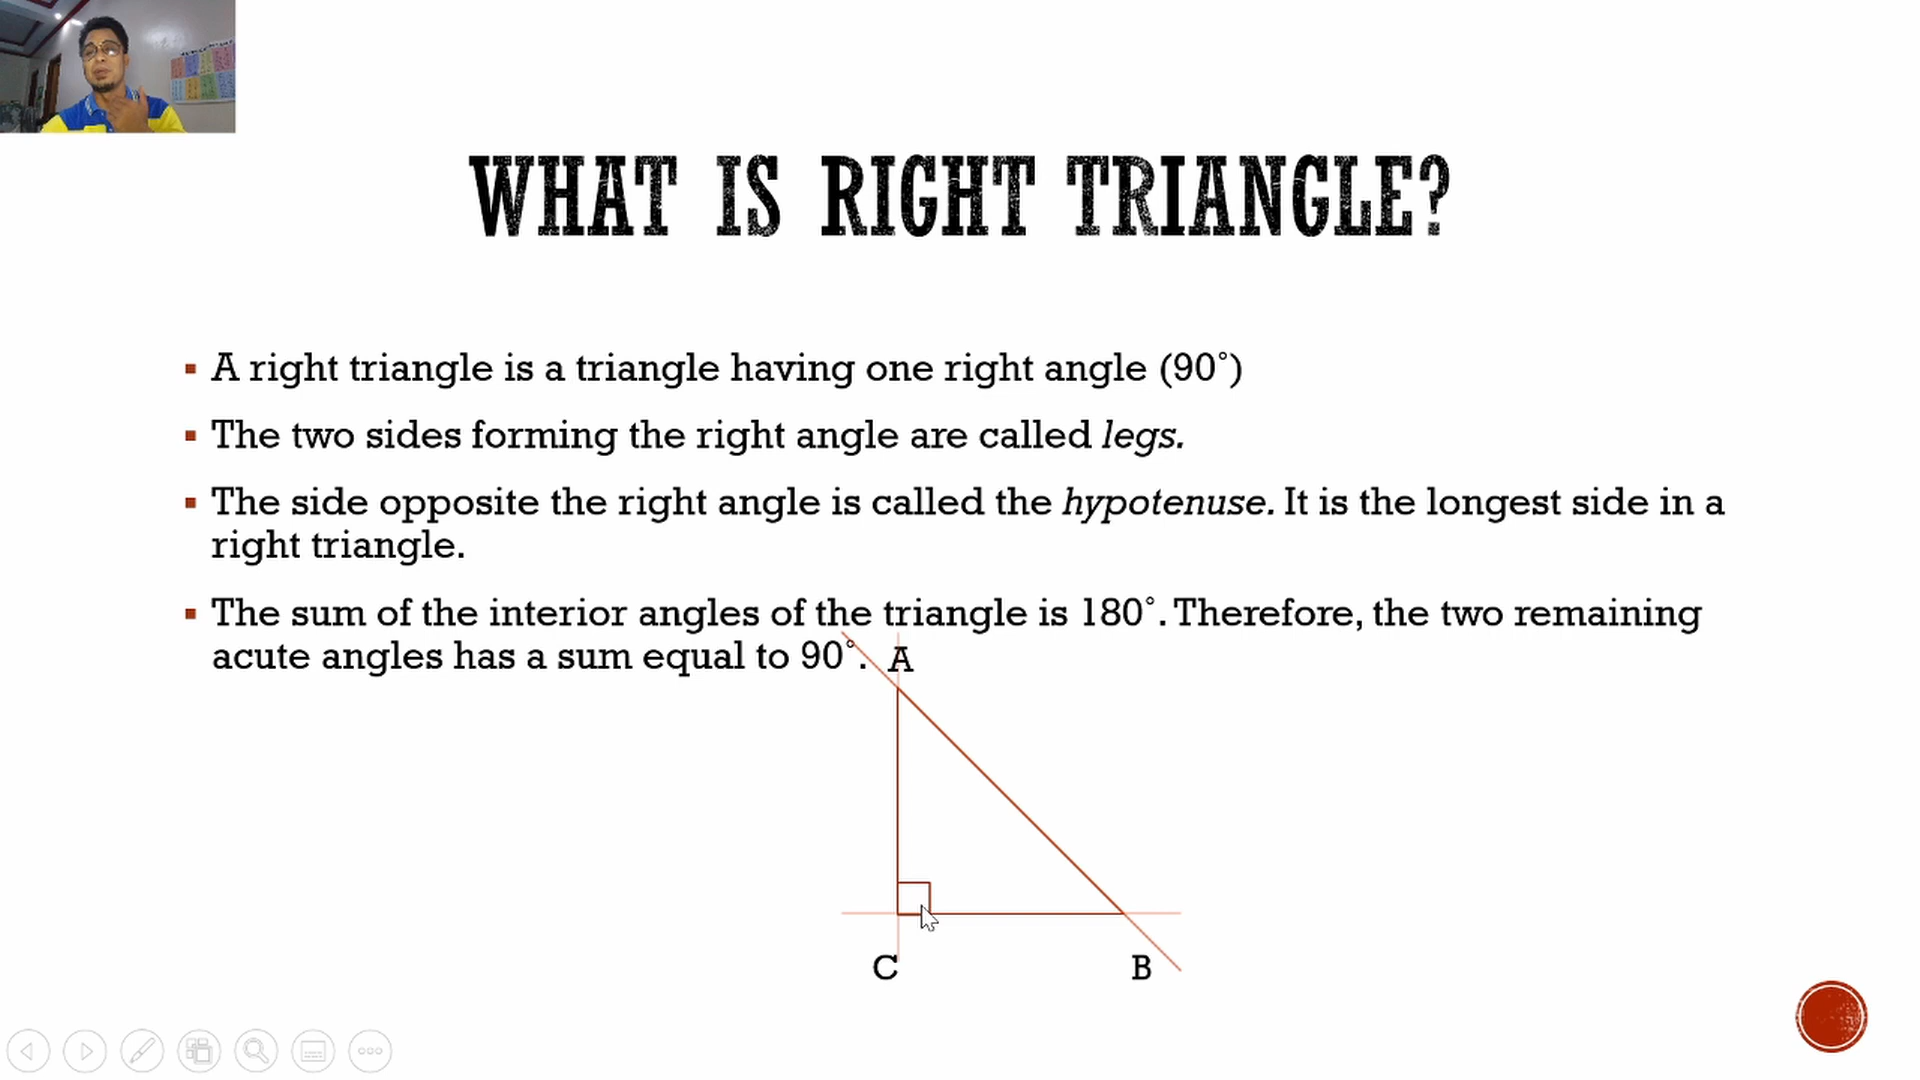 WHAT IS RIGHT TRIANGLE?
A right triangle is a triangle having one right angle (90°)
The two sides forming the right angle are called legs.
The side opposite the right angle is called the hypotenuse. It is the longest side in a
right triangle.
The sum of the interior angles of the triangle is 180°. Therefore, the two remaining
acute angles has a sum equal to 90°.
A
C
B